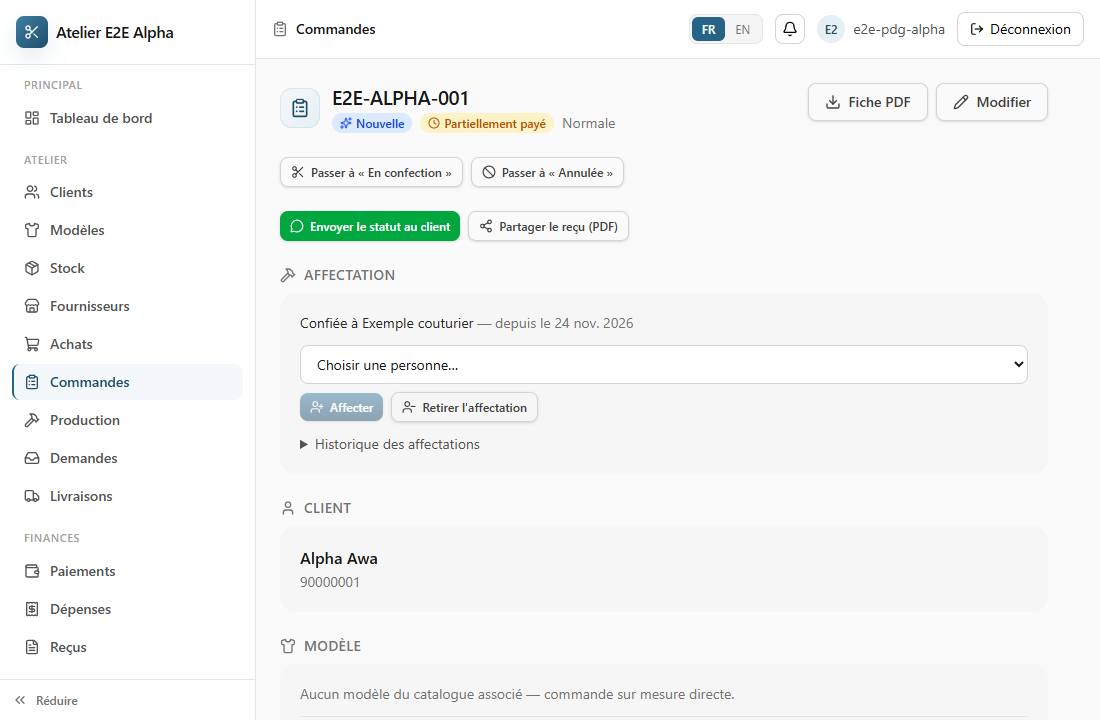 Atelier E2E Alpha
Commandes
FR
EN
E2
e2e-pdg-alpha
Déconnexion
PRINCIPAL
Tableau de bord
ATELIER
Clients
Modèles
Stock
Fournisseurs
Achats
Commandes
Production
Demandes
Livraisons
FINANCES
Paiements
Dépenses
Reçus
Réduire
E2E-ALPHA-001
Nouvelle
Partiellement payé
Normale
Fiche PDF
Modifier
Passer à « En confection »
Passer à « Annulée »
Envoyer le statut au client
Partager le reçu (PDF)
AFFECTATION
Confiée à Exemple couturier — depuis le 24 nov. 2026
Choisir une personne...
Affecter
Retirer l'affectation
Historique des affectations
CLIENT
Alpha Awa
90000001
MODÈLE
Aucun modèle du catalogue associé — commande sur mesure directe.